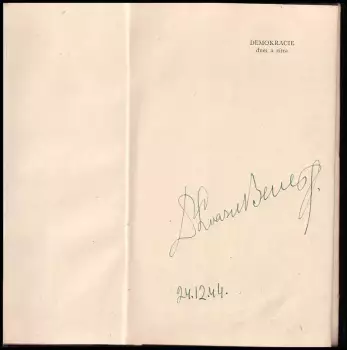 DEMOKRACIE
dnes a zítra
Dr Edvard Beneš.
24.12.44.